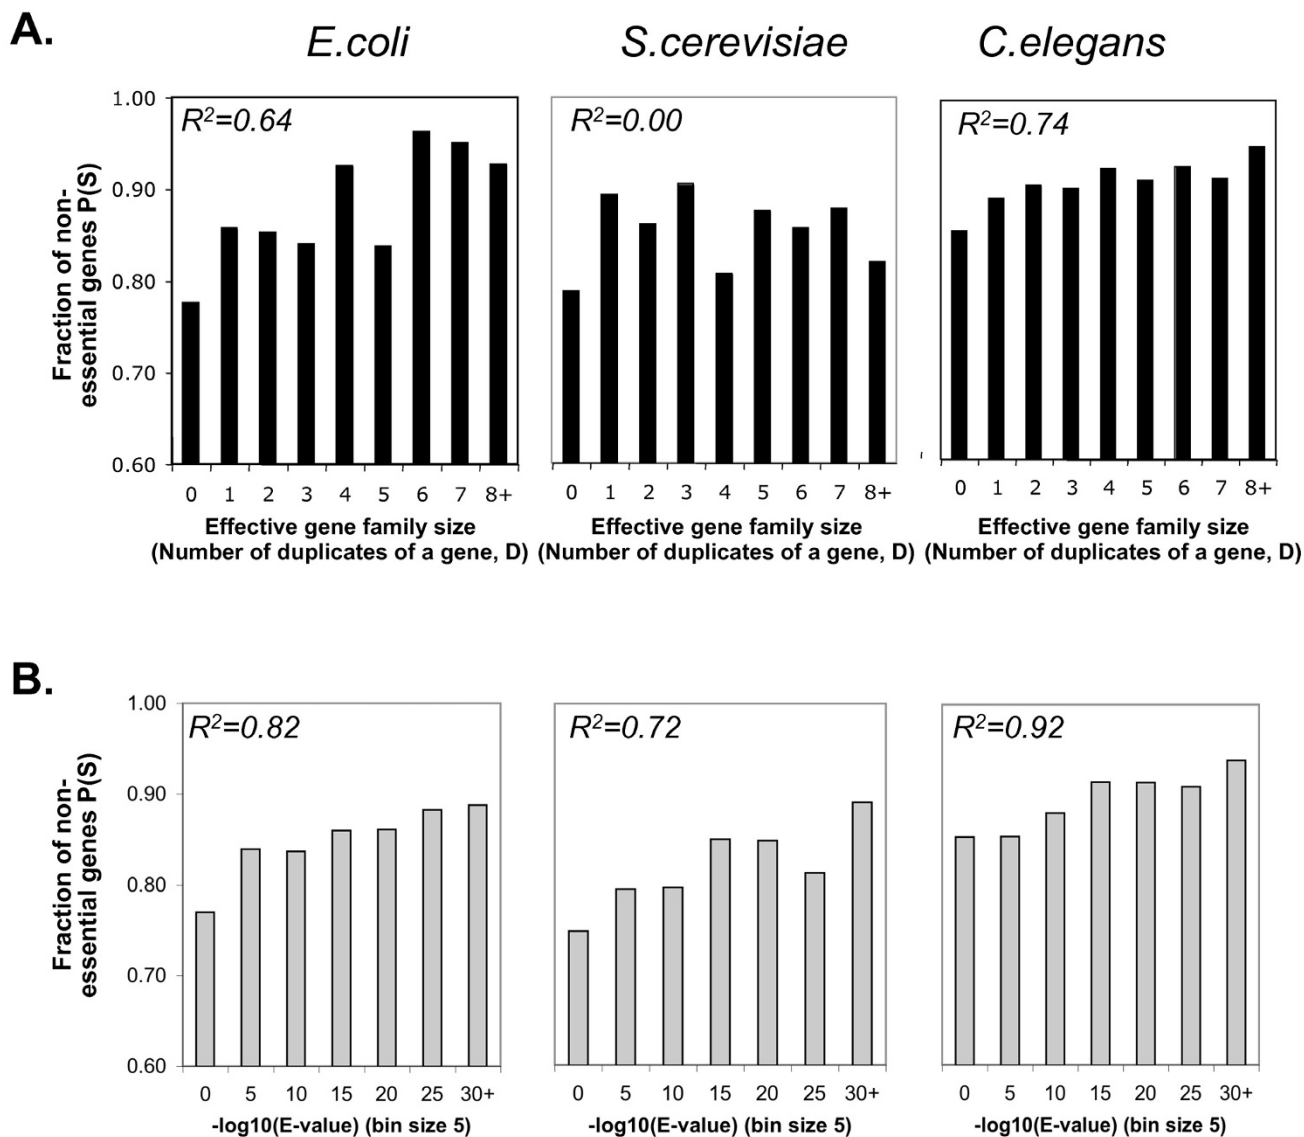 A.
E.coli
S.cerevisiae
C.elegans
Fraction of non-
essential genes P(S)
1.00
0.90
0.80
0.70
0.60
R2=0.64
R2=0.00
R2=0.74
0 1 2 3 4 5 6 7 8+
0 1 2 3 4 5 6 7 8+
0 1 2 3 4 5 6 7 8+
Effective gene family size
(Number of duplicates of a gene, D)
Effective gene family size
(Number of duplicates of a gene, D)
Effective gene family size
(Number of duplicates of a gene, D)
B.
Fraction of non-
essential genes P(S)
1.00
0.90
0.80
0.70
0.60
R2=0.82
R2=0.72
R2=0.92
0 5 10 15 20 25 30+
0 5 10 15 20 25 30+
0 5 10 15 20 25 30+
-log10(E-value) (bin size 5)
-log10(E-value) (bin size 5)
-log10(E-value) (bin size 5)